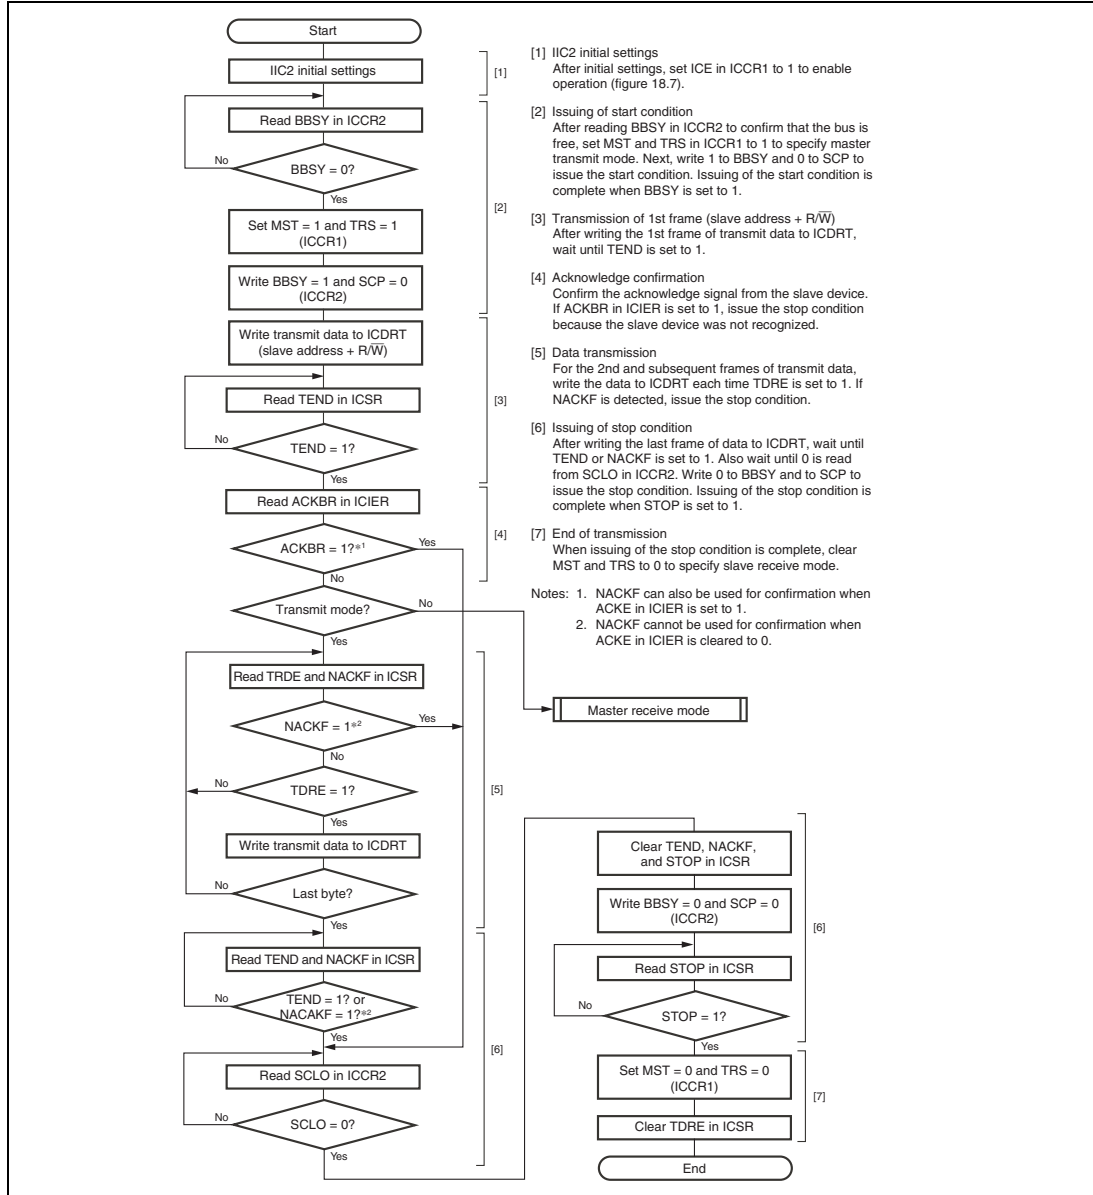 Start
IIC2 initial settings
[1]
Read BBSY in ICCR2
No
BBSY = 0?
Yes
[2]
Set MST = 1 and TRS = 1
(ICCR1)
Write BBSY = 1 and SCP = 0
(ICCR2)
Write transmit data to ICDRT
(slave address + R/W̅)
Read TEND in ICSR
[3]
No
TEND = 1?
Yes
Read ACKBR in ICIER
[4]
ACKBR = 1?*1
Yes
No
Transmit mode?
No
Yes
Read TRDE and NACKF in ICSR
NACKF = 1*2
Yes
No
No
TDRE = 1?
[5]
Yes
Write transmit data to ICDRT
No
Last byte?
Yes
Read TEND and NACKF in ICSR
No
TEND = 1? or
NACAKF = 1?*2
Yes
[6]
Read SCLO in ICCR2
No
SCLO = 0?
Yes
[1] IIC2 initial settings
After initial settings, set ICE in ICCR1 to 1 to enable
operation (figure 18.7).
[2] Issuing of start condition
After reading BBSY in ICCR2 to confirm that the bus is
free, set MST and TRS in ICCR1 to 1 to specify master
transmit mode. Next, write 1 to BBSY and 0 to SCP to
issue the start condition. Issuing of the start condition is
complete when BBSY is set to 1.
[3] Transmission of 1st frame (slave address + R/W̅)
After writing the 1st frame of transmit data to ICDRT,
wait until TEND is set to 1.
[4] Acknowledge confirmation
Confirm the acknowledge signal from the slave device.
If ACKBR in ICIER is set to 1, issue the stop condition
because the slave device was not recognized.
[5] Data transmission
For the 2nd and subsequent frames of transmit data,
write the data to ICDRT each time TDRE is set to 1. If
NACKF is detected, issue the stop condition.
[6] Issuing of stop condition
After writing the last frame of data to ICDRT, wait until
TEND or NACKF is set to 1. Also wait until 0 is read
from SCLO in ICCR2. Write 0 to BBSY and to SCP to
issue the stop condition. Issuing of the stop condition is
complete when STOP is set to 1.
[7] End of transmission
When issuing of the stop condition is complete, clear
MST and TRS to 0 to specify slave receive mode.
Notes: 1. NACKF can also be used for confirmation when
ACKE in ICIER is set to 1.
2. NACKF cannot be used for confirmation when
ACKE in ICIER is cleared to 0.
Master receive mode
Clear TEND, NACKF,
and STOP in ICSR
Write BBSY = 0 and SCP = 0
(ICCR2)
[6]
Read STOP in ICSR
No
STOP = 1?
Yes
Set MST = 0 and TRS = 0
(ICCR1)
[7]
Clear TDRE in ICSR
End